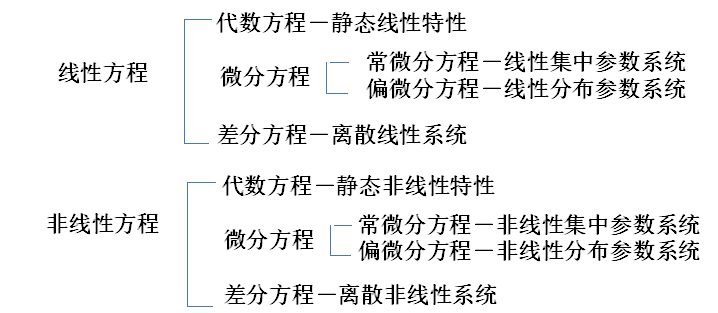 代数方程－静态线性特性
线性方程
微分方程
常微分方程－线性集中参数系统
偏微分方程－线性分布参数系统
差分方程－离散线性系统
代数方程－静态非线性特性
非线性方程
微分方程
常微分方程－非线性集中参数系统
偏微分方程－非线性分布参数系统
差分方程－离散非线性系统